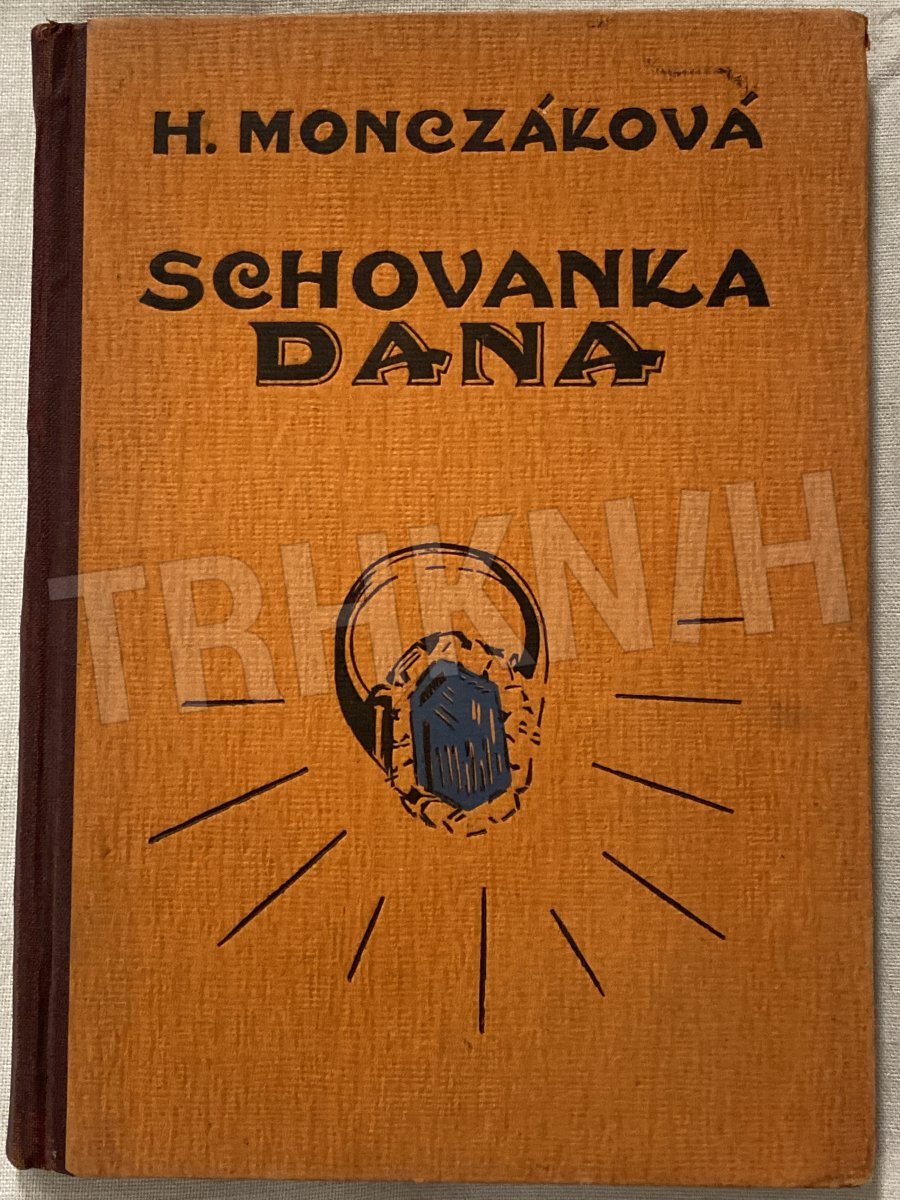 H. MONCZÁKOVÁ
SCHOVANKA
DANA
TRHKNIH